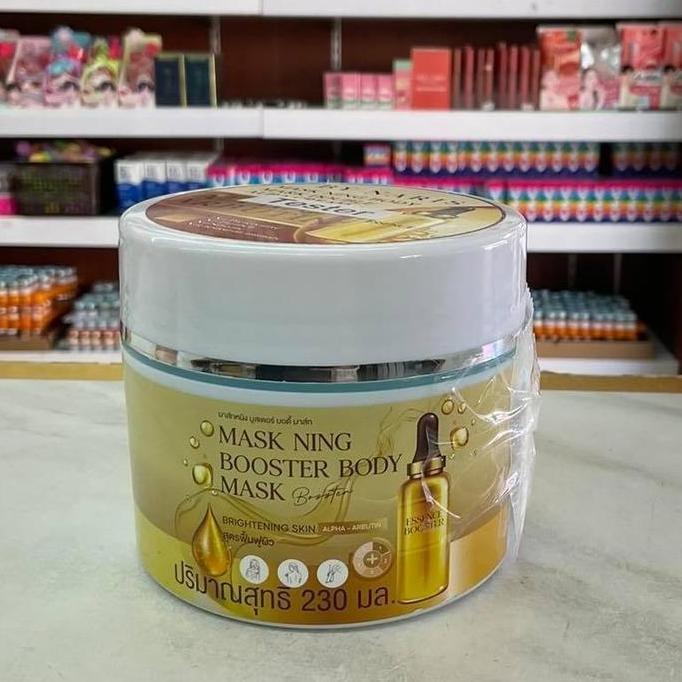 Tester
มาส์กหนิง บูสเตอร์ บอดี้ มาส์ก
MASK NING
BOOSTER BODY
MASK Booster
BRIGHTENING SKIN ALPHA - ARBUTIN
สูตรฟื้นฟูผิว
ESSENCE
BOOSTER
ปริมาณสุทธิ 230 มล.